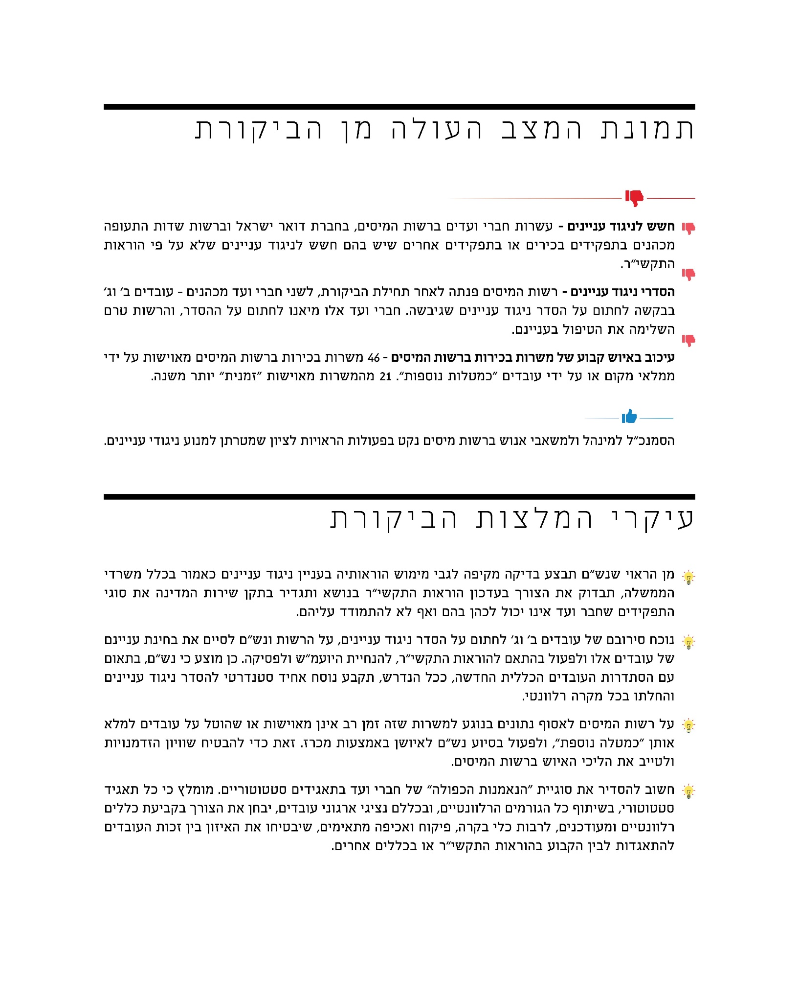 תמונת המצב העולה מן הביקורת
חשש לניגוד עניינים - עשרות חברי ועדים ברשות המיסים, בחברת דואר ישראל וברשות שדות התעופה
מכהנים בתפקידים בכירים או בתפקידים אחרים שיש בהם חשש לניגוד עניינים שלא על פי הוראות
התקשי״ר.
הסדרי ניגוד עניינים - רשות המיסים פנתה לאחר תחילת הביקורת, לשני חברי ועד מכהנים - עובדים ב׳ וג׳
בבקשה לחתום על הסדר ניגוד עניינים שגיבשה. חברי ועד אלו מיאנו לחתום על ההסדר, והרשות טרם
השלימה את הטיפול בעניינם.
עיכוב באיוש קבוע של משרות בכירות ברשות המיסים - 46 משרות בכירות ברשות המיסים מאוישות על ידי
ממלאי מקום או על ידי עובדים ״כמטלות נוספות״. 21 מהמשרות מאוישות ״זמנית״ יותר משנה.
הסמנכ״ל למינהל ולמשאבי אנוש ברשות מיסים נקט בפעולות הראויות לציון שמטרתן למנוע ניגודי עניינים.
עיקרי המלצות הביקורת
מן הראוי שנש״ם תבצע בדיקה מקיפה לגבי מימוש הוראותיה בעניין ניגוד עניינים כאמור בכלל משרדי
הממשלה, תבדוק את הצורך בעדכון הוראות התקשי״ר בנושא ותגדיר בתקן שירות המדינה את סוגי
התפקידים שחבר ועד אינו יכול לכהן בהם ואף לא להתמודד עליהם.
נוכח סירובם של עובדים ב׳ וג׳ לחתום על הסדר ניגוד עניינים, על הרשות ונש״ם לסיים את בחינת עניינם
של עובדים אלו ולפעול בהתאם להוראות התקשי״ר, להנחיית היועמ״ש ולפסיקה. כן מוצע כי נש״ם, בתאום
עם הסתדרות העובדים הכללית החדשה, ככל הנדרש, תקבע נוסח אחיד סטנדרטי להסדר ניגוד עניינים
והחלתו בכל מקרה רלוונטי.
על רשות המיסים לאסוף נתונים בנוגע למשרות שזה זמן רב אינן מאוישות או שהוטל על עובדים למלא
אותן ״כמטלה נוספת״, ולפעול בסיוע נש״ם לאיושן באמצעות מכרז. זאת כדי להבטיח שוויון הזדמנויות
ולטייב את הליכי האיוש ברשות המיסים.
חשוב להסדיר את סוגיית ״הנאמנות הכפולה״ של חברי ועד בתאגידים סטטוטוריים. מומלץ כי כל תאגיד
סטטוטורי, בשיתוף כל הגורמים הרלוונטיים, ובכללם נציגי ארגוני עובדים, יבחן את הצורך בקביעת כללים
רלוונטיים ומעודכנים, לרבות כלי בקרה, פיקוח ואכיפה מתאימים, שיבטיחו את האיזון בין זכות העובדים
להתאגדות לבין הקבוע בהוראות התקשי״ר או בכללים אחרים.